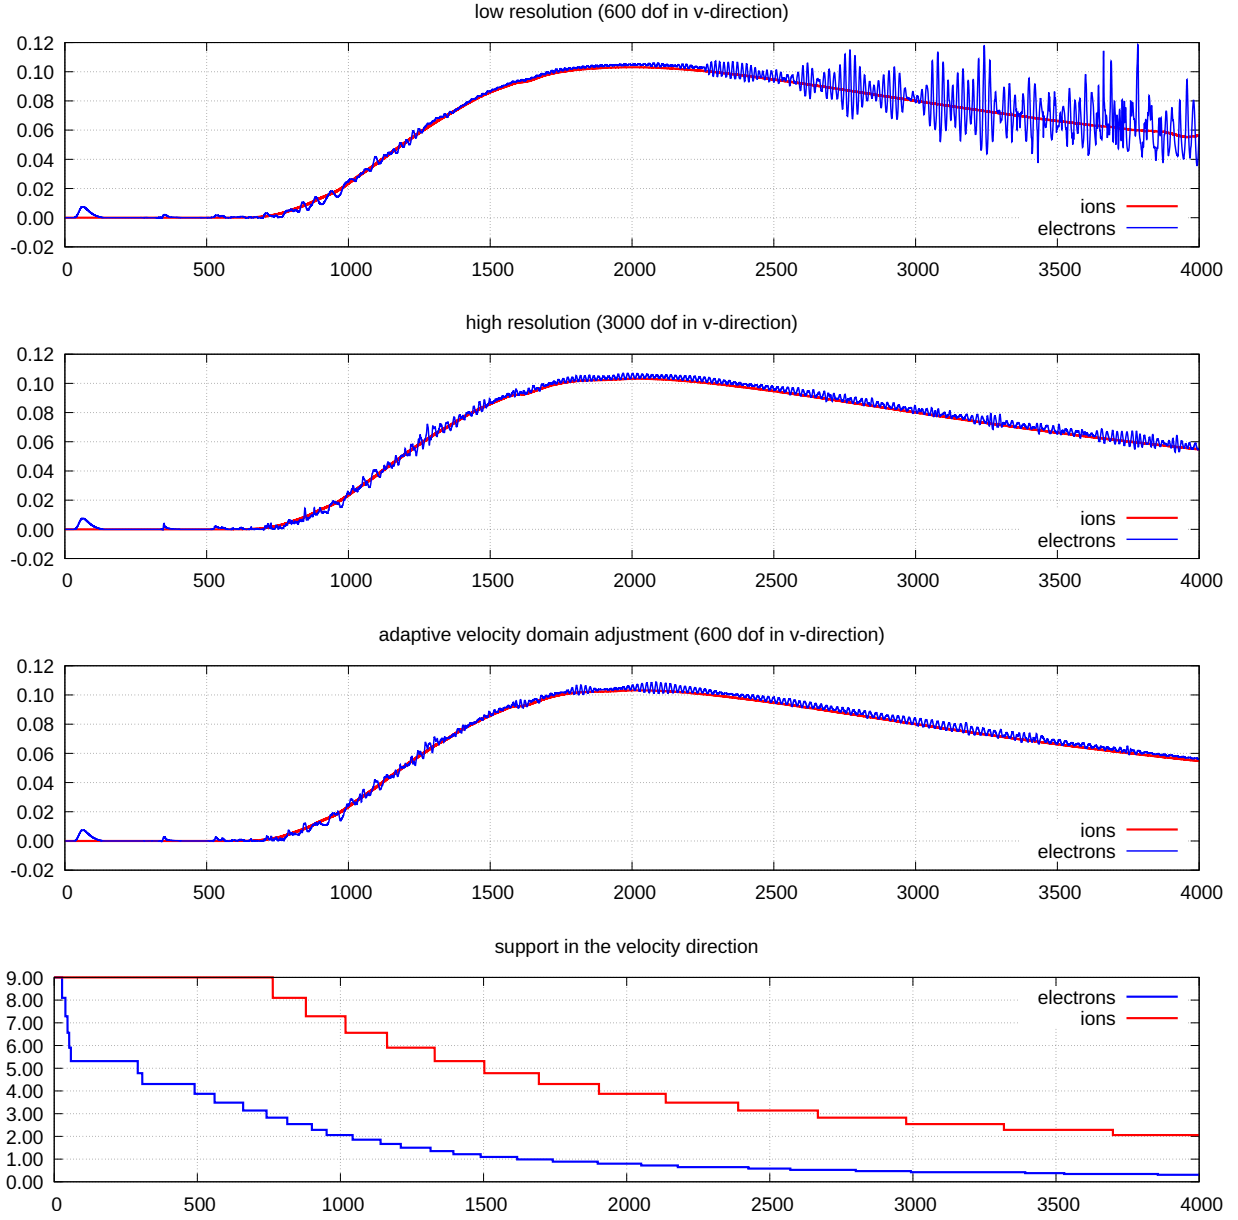 low resolution (600 dof in v-direction)
0.12
0.10
0.08
0.06
0.04
0.02
0.00
-0.02
ions
electrons
0 500 1000 1500 2000 2500 3000 3500 4000
high resolution (3000 dof in v-direction)
0.12
0.10
0.08
0.06
0.04
0.02
0.00
-0.02
ions
electrons
0 500 1000 1500 2000 2500 3000 3500 4000
adaptive velocity domain adjustment (600 dof in v-direction)
0.12
0.10
0.08
0.06
0.04
0.02
0.00
-0.02
ions
electrons
0 500 1000 1500 2000 2500 3000 3500 4000
support in the velocity direction
9.00
8.00
7.00
6.00
5.00
4.00
3.00
2.00
1.00
0.00
electrons
ions
0 500 1000 1500 2000 2500 3000 3500 4000